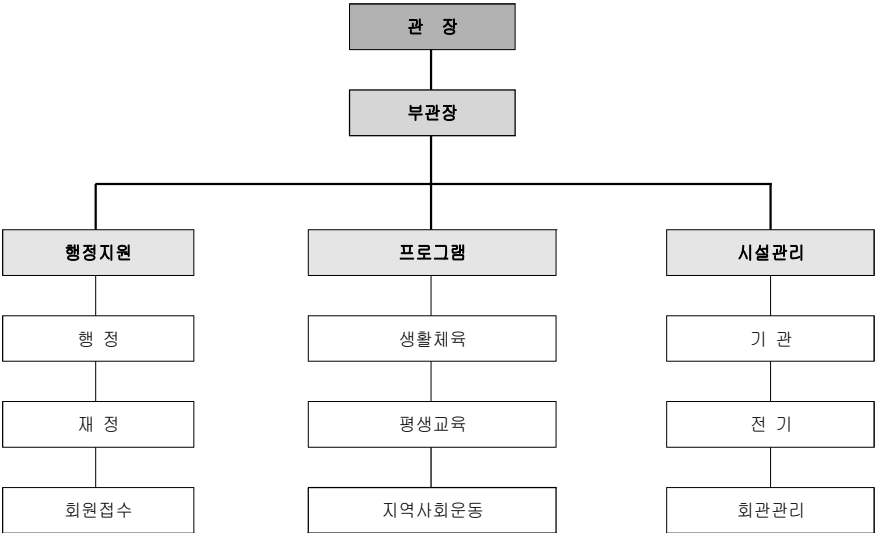 관 장
부관장
행정지원 프로그램 시설관리
행 정 생활체육 기 관
재 정 평생교육 전 기
회원접수 지역사회운동 회관관리